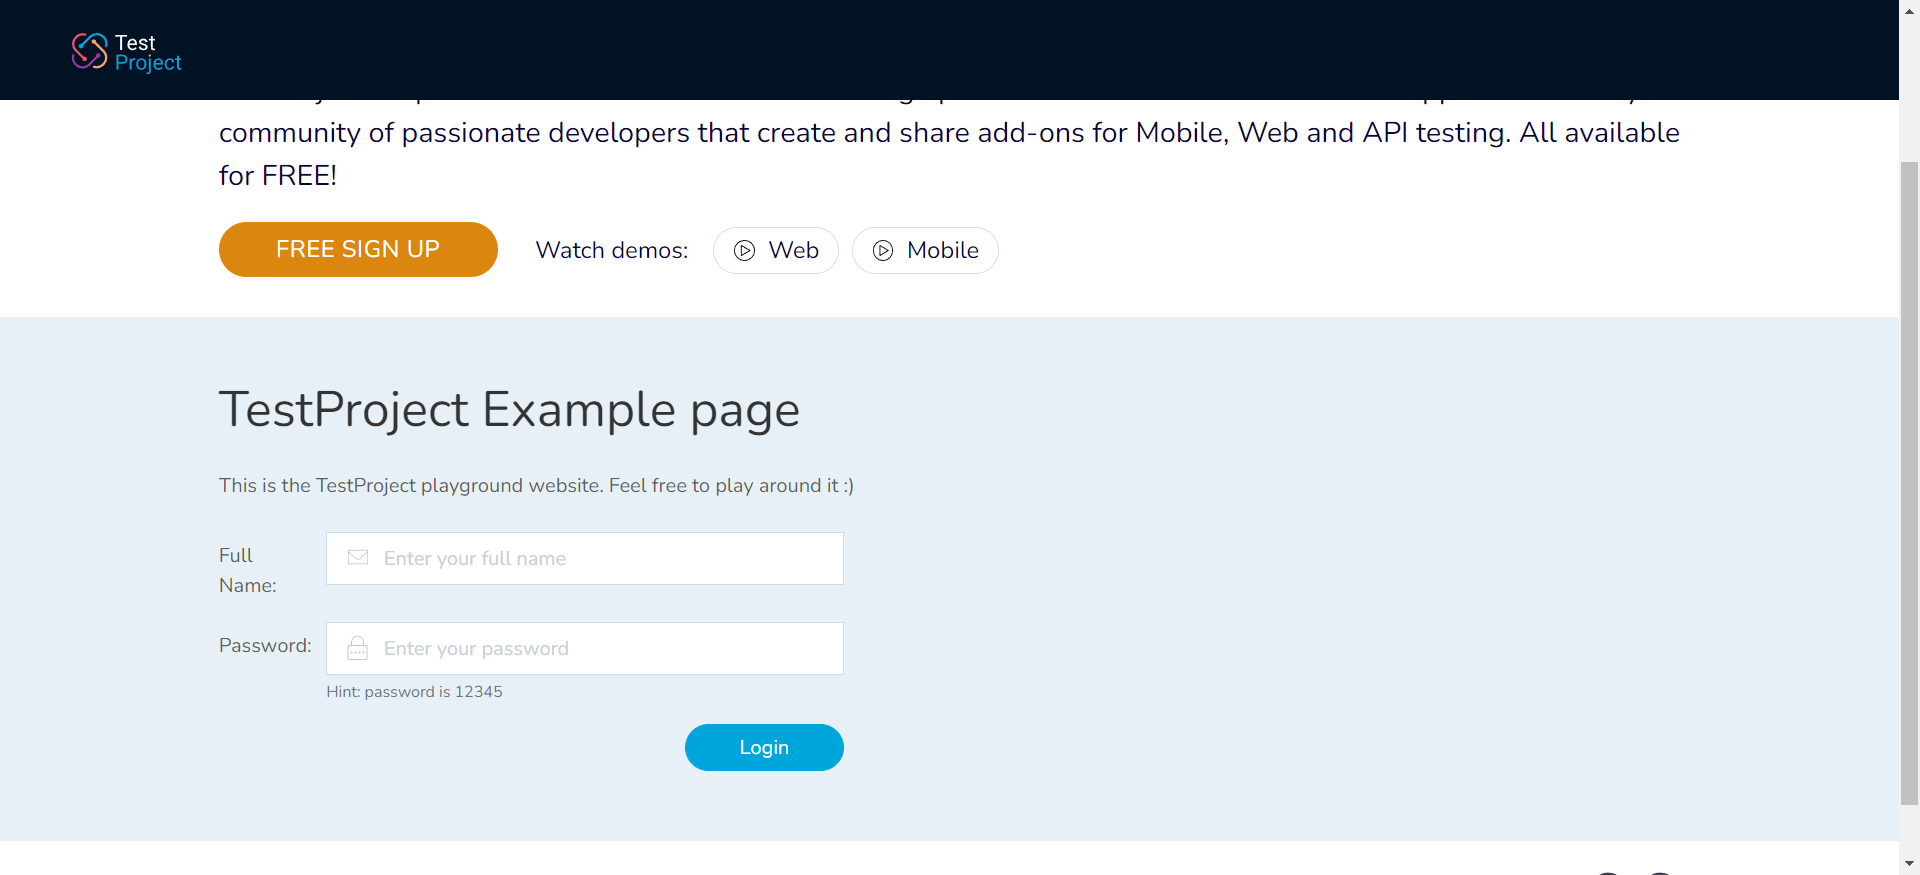 Test
Project
community of passionate developers that create and share add-ons for Mobile, Web and API testing. All available
for FREE!
FREE SIGN UP
Watch demos:
Web
Mobile
TestProject Example page
This is the TestProject playground website. Feel free to play around it :)
Full
Name:
Enter your full name
Password:
Enter your password
Hint: password is 12345
Login